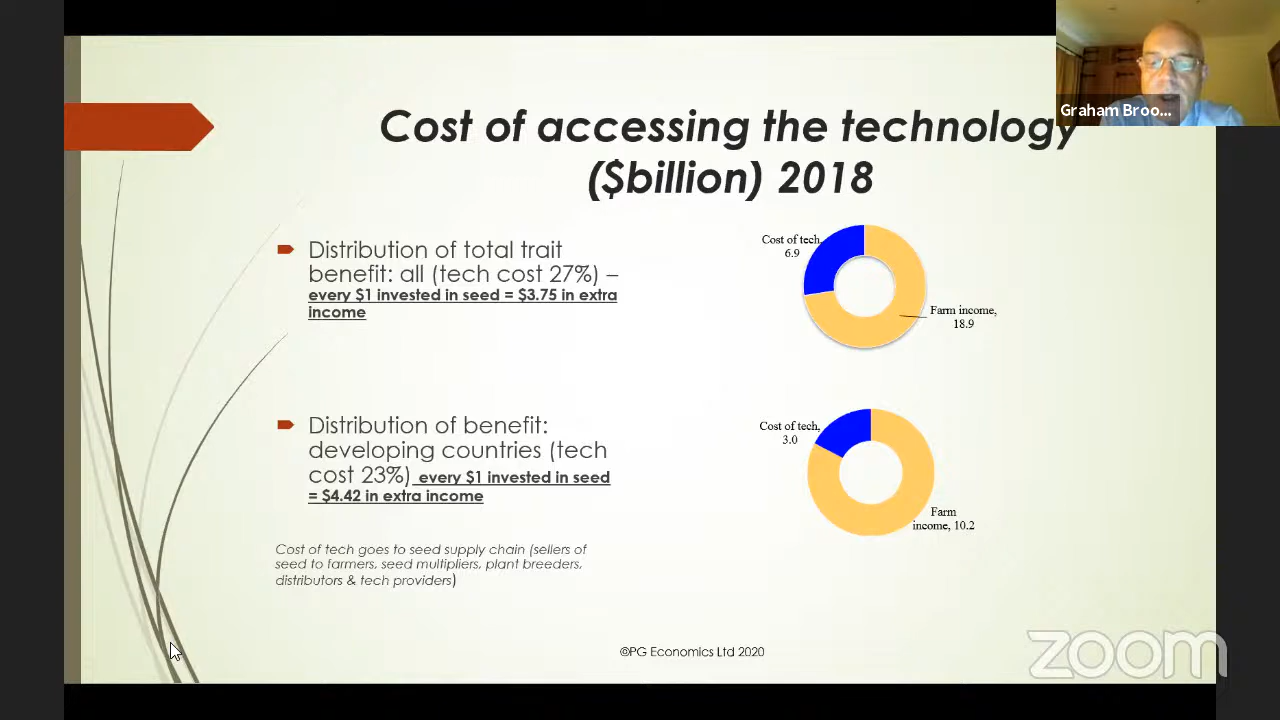 Graham Broo...
Cost of accessing the technology
($billion) 2018
Distribution of total trait
benefit: all (tech cost 27%) –
every $1 invested in seed = $3.75 in extra
income
Cost of tech,
6.9
Farm income,
18.9
Distribution of benefit:
developing countries (tech
cost 23%) every $1 invested in seed
= $4.42 in extra income
Cost of tech,
3.0
Farm
income, 10.2
Cost of tech goes to seed supply chain (sellers of
seed to farmers, seed multipliers, plant breeders,
distributors & tech providers)
©PG Economics Ltd 2020
zoom